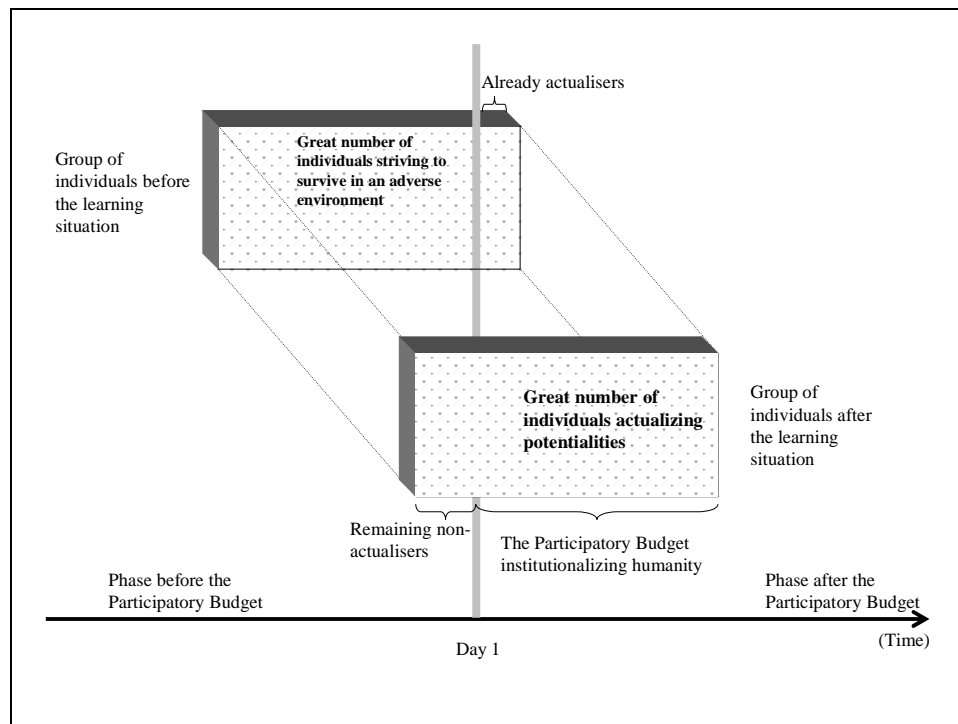 Already actualisers
Great number of
individuals striving to
survive in an adverse
environment
Group of
individuals before
the learning
situation
Great number of
individuals actualizing
potentialities
Group of
individuals after
the learning
situation
Remaining non-
actualisers
The Participatory Budget
institutionalizing humanity
Phase before the
Participatory Budget
Phase after the
Participatory Budget
(Time)
Day 1